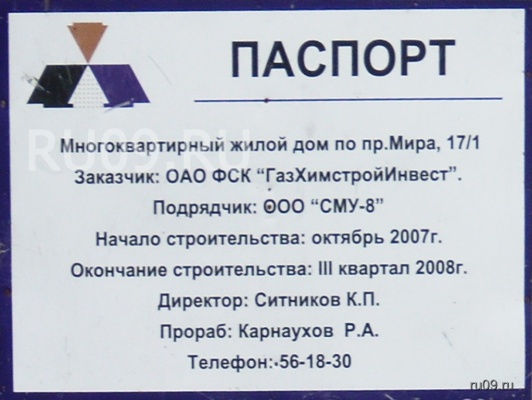 ПАСПОРТ
RU09.RU
Многоквартирный жилой дом по пр.Мира, 17/1
Заказчик: ОАО ФСК “ГазХимстройИнвест”.
Подрядчик: ООО “СМУ-8”
Начало строительства: октябрь 2007г.
Окончание строительства: III квартал 2008г.
Директор: Ситников К.П.
Прораб: Карнаухов Р.А.
Телефон: 56-18-30
ru09.ru